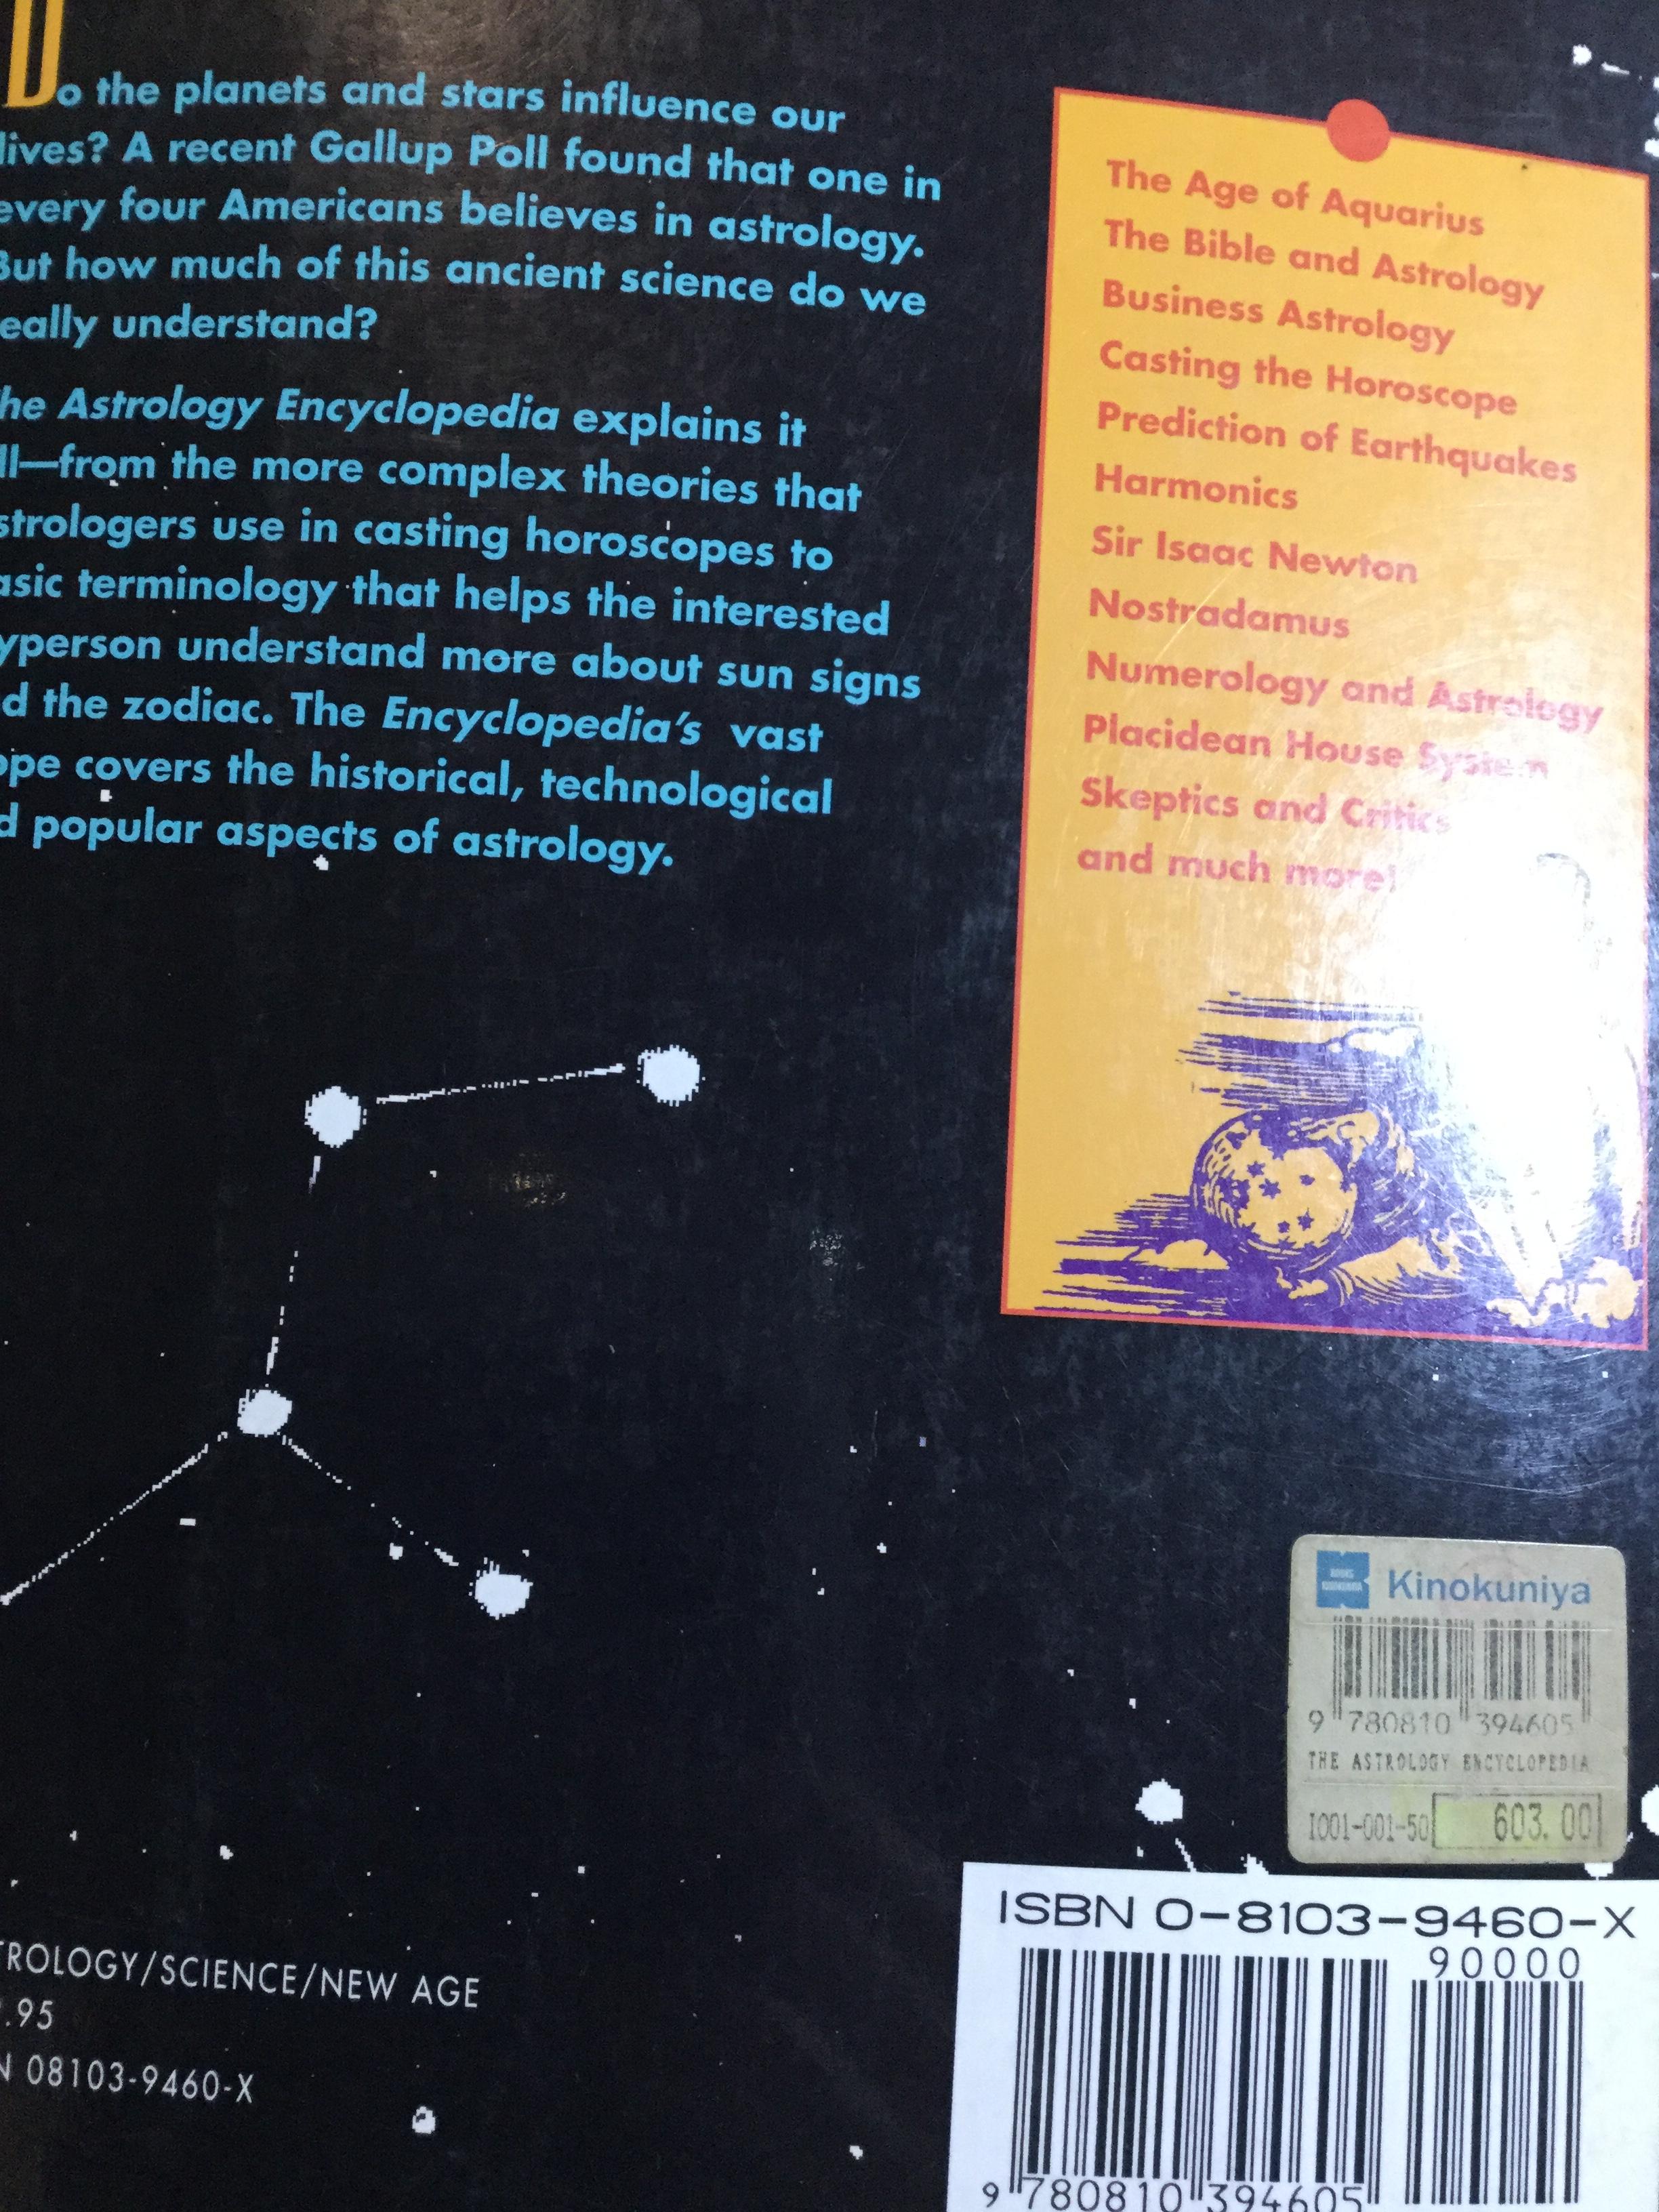 Do the planets and stars influence our
lives? A recent Gallup Poll found that one in
every four Americans believes in astrology.
But how much of this ancient science do we
eally understand?
he Astrology Encyclopedia explains it
ll—from the more complex theories that
strologers use in casting horoscopes to
asic terminology that helps the interested
yperson understand more about sun signs
d the zodiac. The Encyclopedia's vast
ope covers the historical, technological
d popular aspects of astrology.
The Age of Aquarius
The Bible and Astrology
Business Astrology
Casting the Horoscope
Prediction of Earthquakes
Harmonics
Sir Isaac Newton
Nostradamus
Numerology and Astrology
Placidean House System
Skeptics and Critics
and much more!
BOOKS
KINOKUNIYA
Kinokuniya
9 780810 394605
THE ASTROLOGY ENCYCLOPEDIA
I001-001-50 603.00
TROLOGY/SCIENCE/NEW AGE
.95
N 08103-9460-X
ISBN 0-8103-9460-X
90000
9 780810 394605